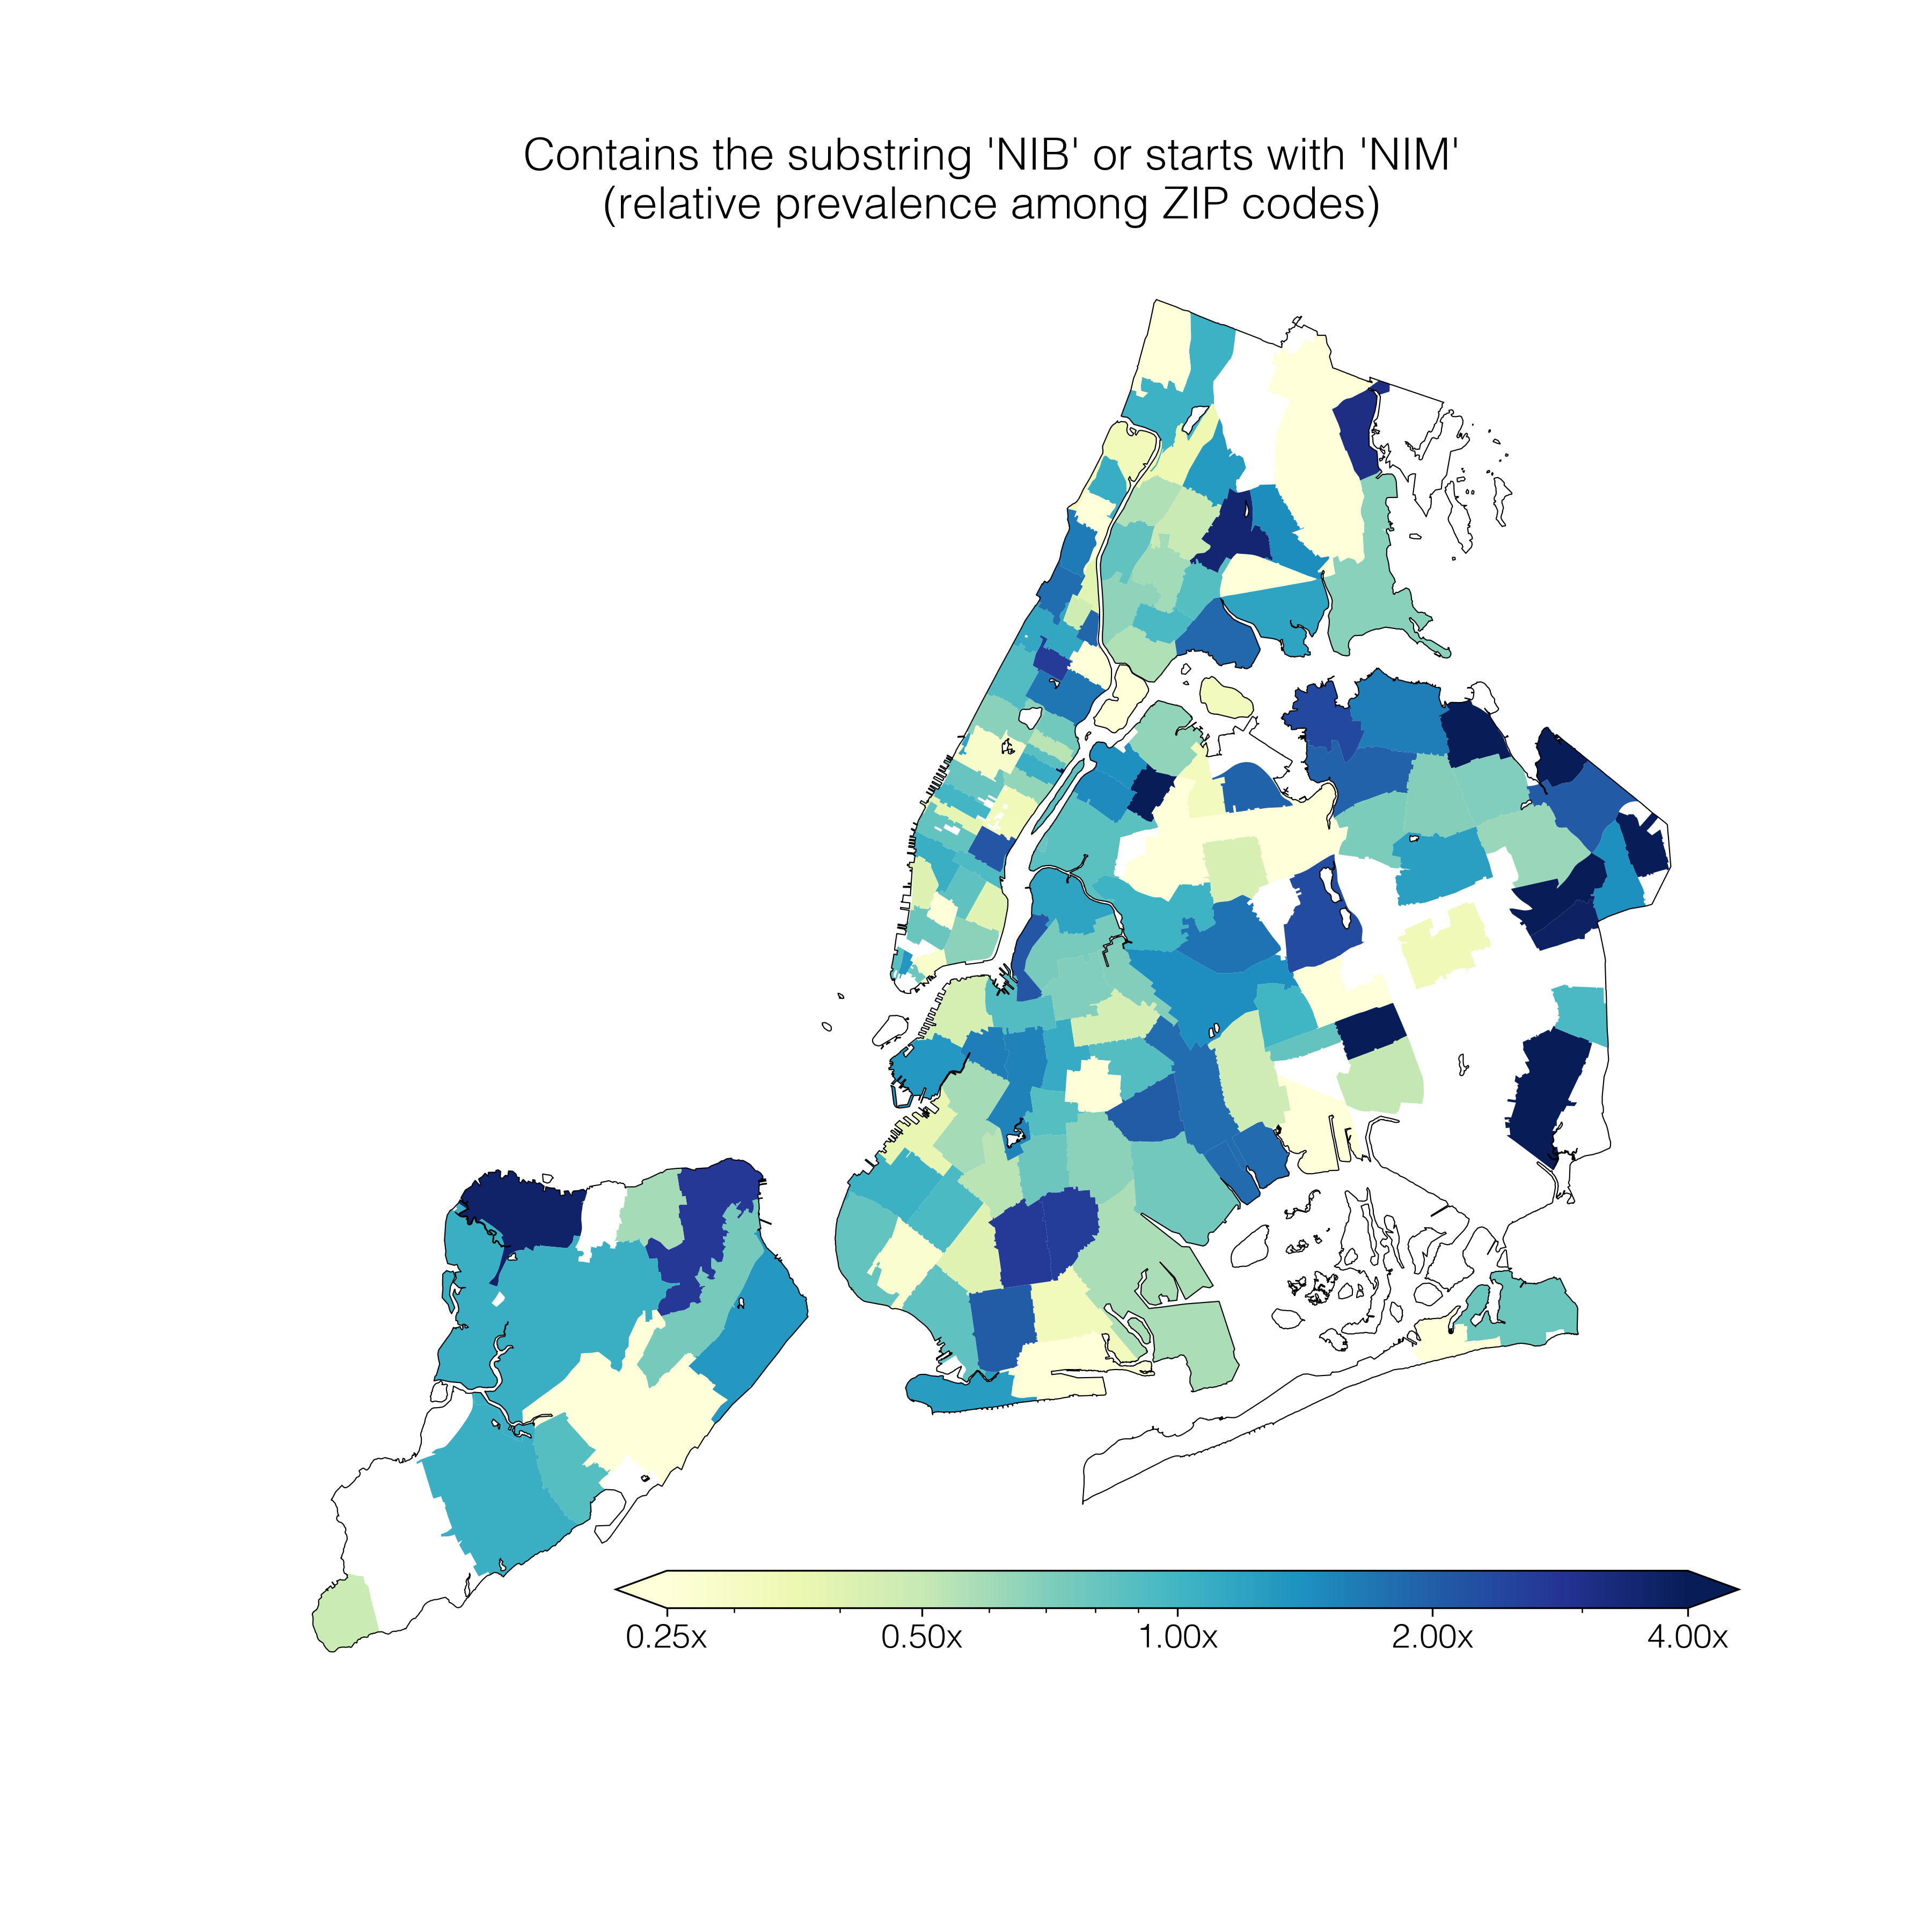 Contains the substring 'NIB' or starts with 'NIM'
(relative prevalence among ZIP codes)
0.25x 0.50x 1.00x 2.00x 4.00x